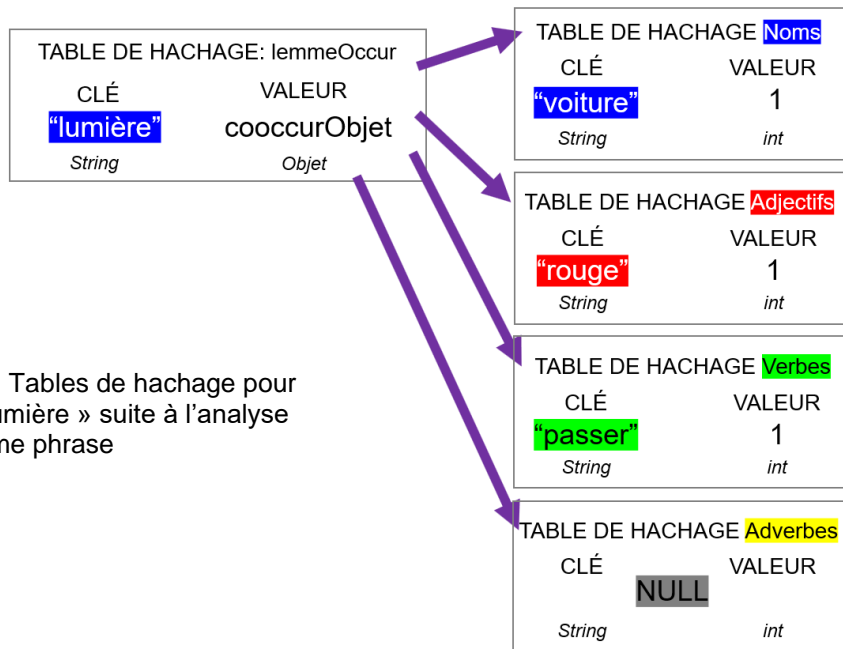 TABLE DE HACHAGE: lemmeOccur
CLÉ VALEUR
“lumière” cooccurObjet
String Objet
TABLE DE HACHAGE Noms
CLÉ VALEUR
“voiture” 1
String int
TABLE DE HACHAGE Adjectifs
CLÉ VALEUR
“rouge” 1
String int
TABLE DE HACHAGE Verbes
CLÉ VALEUR
“passer” 1
String int
TABLE DE HACHAGE Adverbes
CLÉ VALEUR
NULL
String int
Tables de hachage pour
umière » suite à l’analyse
me phrase